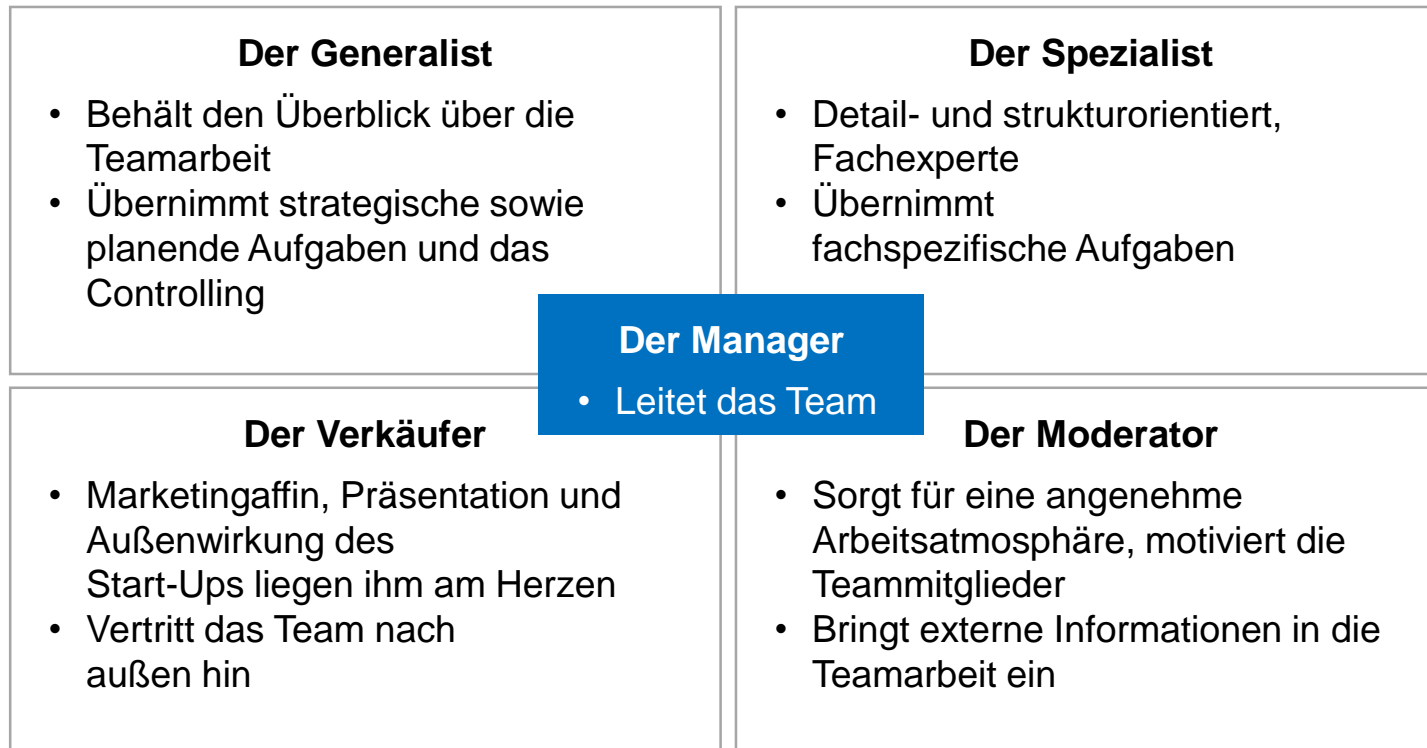 Der Generalist
• Behält den Überblick über die
Teamarbeit
• Übernimmt strategische sowie
planende Aufgaben und das
Controlling
Der Spezialist
• Detail- und strukturorientiert,
Fachexperte
• Übernimmt
fachspezifische Aufgaben
Der Manager
• Leitet das Team
Der Verkäufer
• Marketingaffin, Präsentation und
Außenwirkung des
Start-Ups liegen ihm am Herzen
• Vertritt das Team nach
außen hin
Der Moderator
• Sorgt für eine angenehme
Arbeitsatmosphäre, motiviert die
Teammitglieder
• Bringt externe Informationen in die
Teamarbeit ein